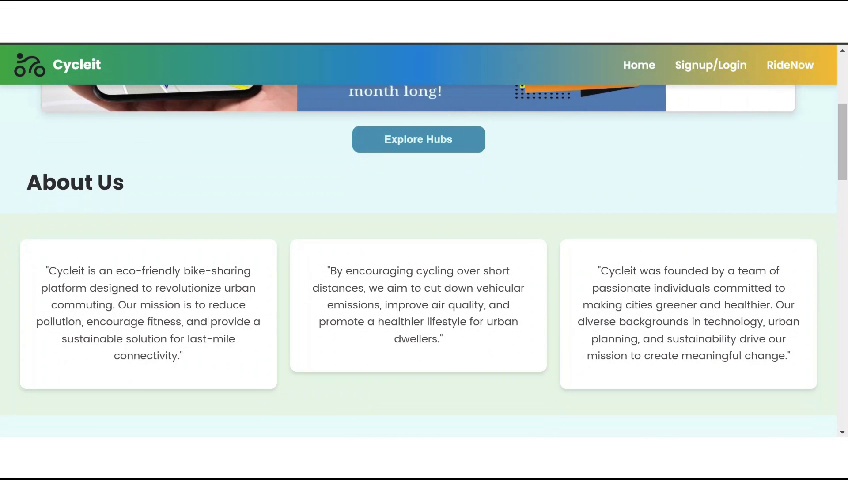 Cycleit
Home
Signup/Login
RideNow
month long!
Explore Hubs
About Us
"Cycleit is an eco-friendly bike-sharing
platform designed to revolutionize urban
commuting. Our mission is to reduce
pollution, encourage fitness, and provide a
sustainable solution for last-mile
connectivity."
"By encouraging cycling over short
distances, we aim to cut down vehicular
emissions, improve air quality, and
promote a healthier lifestyle for urban
dwellers."
"Cycleit was founded by a team of
passionate individuals committed to
making cities greener and healthier. Our
diverse backgrounds in technology, urban
planning, and sustainability drive our
mission to create meaningful change."